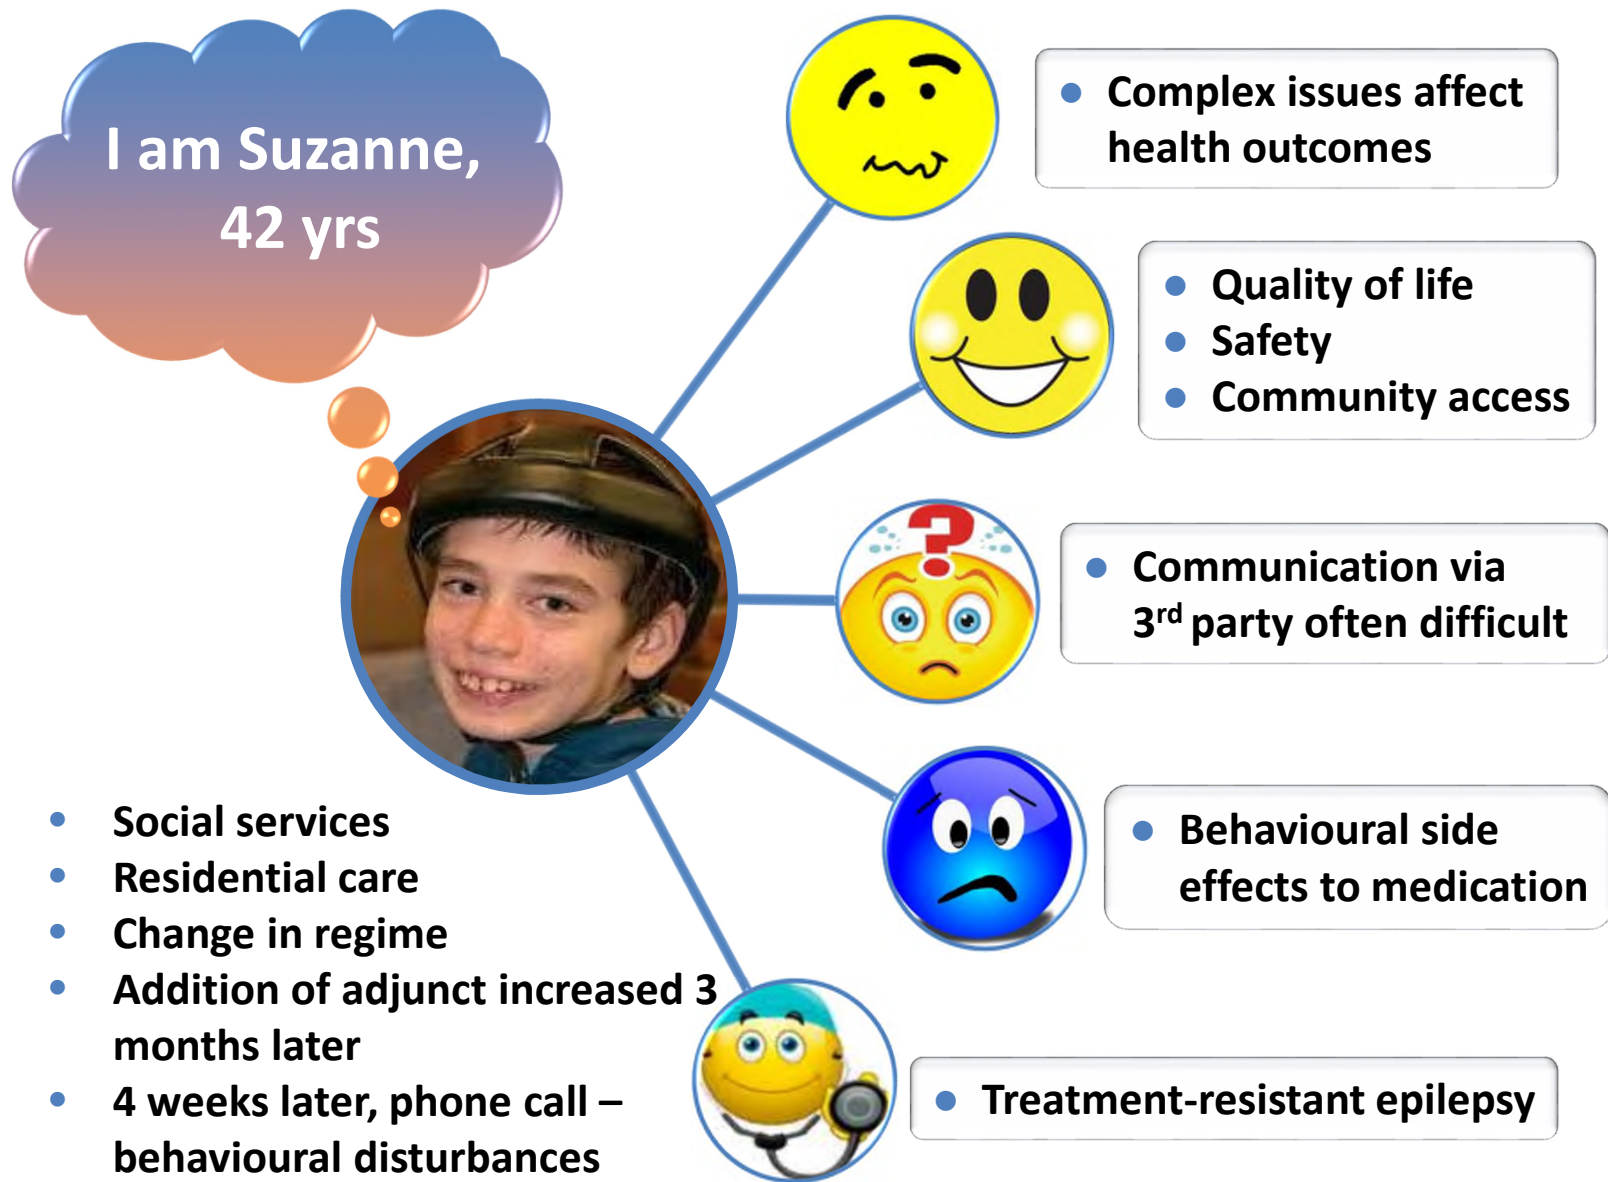 I am Suzanne,
42 yrs
• Complex issues affect
health outcomes
• Quality of life
• Safety
• Community access
?
• Communication via
3rd party often difficult
• Behavioural side
effects to medication
• Treatment-resistant epilepsy
• Social services
• Residential care
• Change in regime
• Addition of adjunct increased 3
months later
• 4 weeks later, phone call –
behavioural disturbances